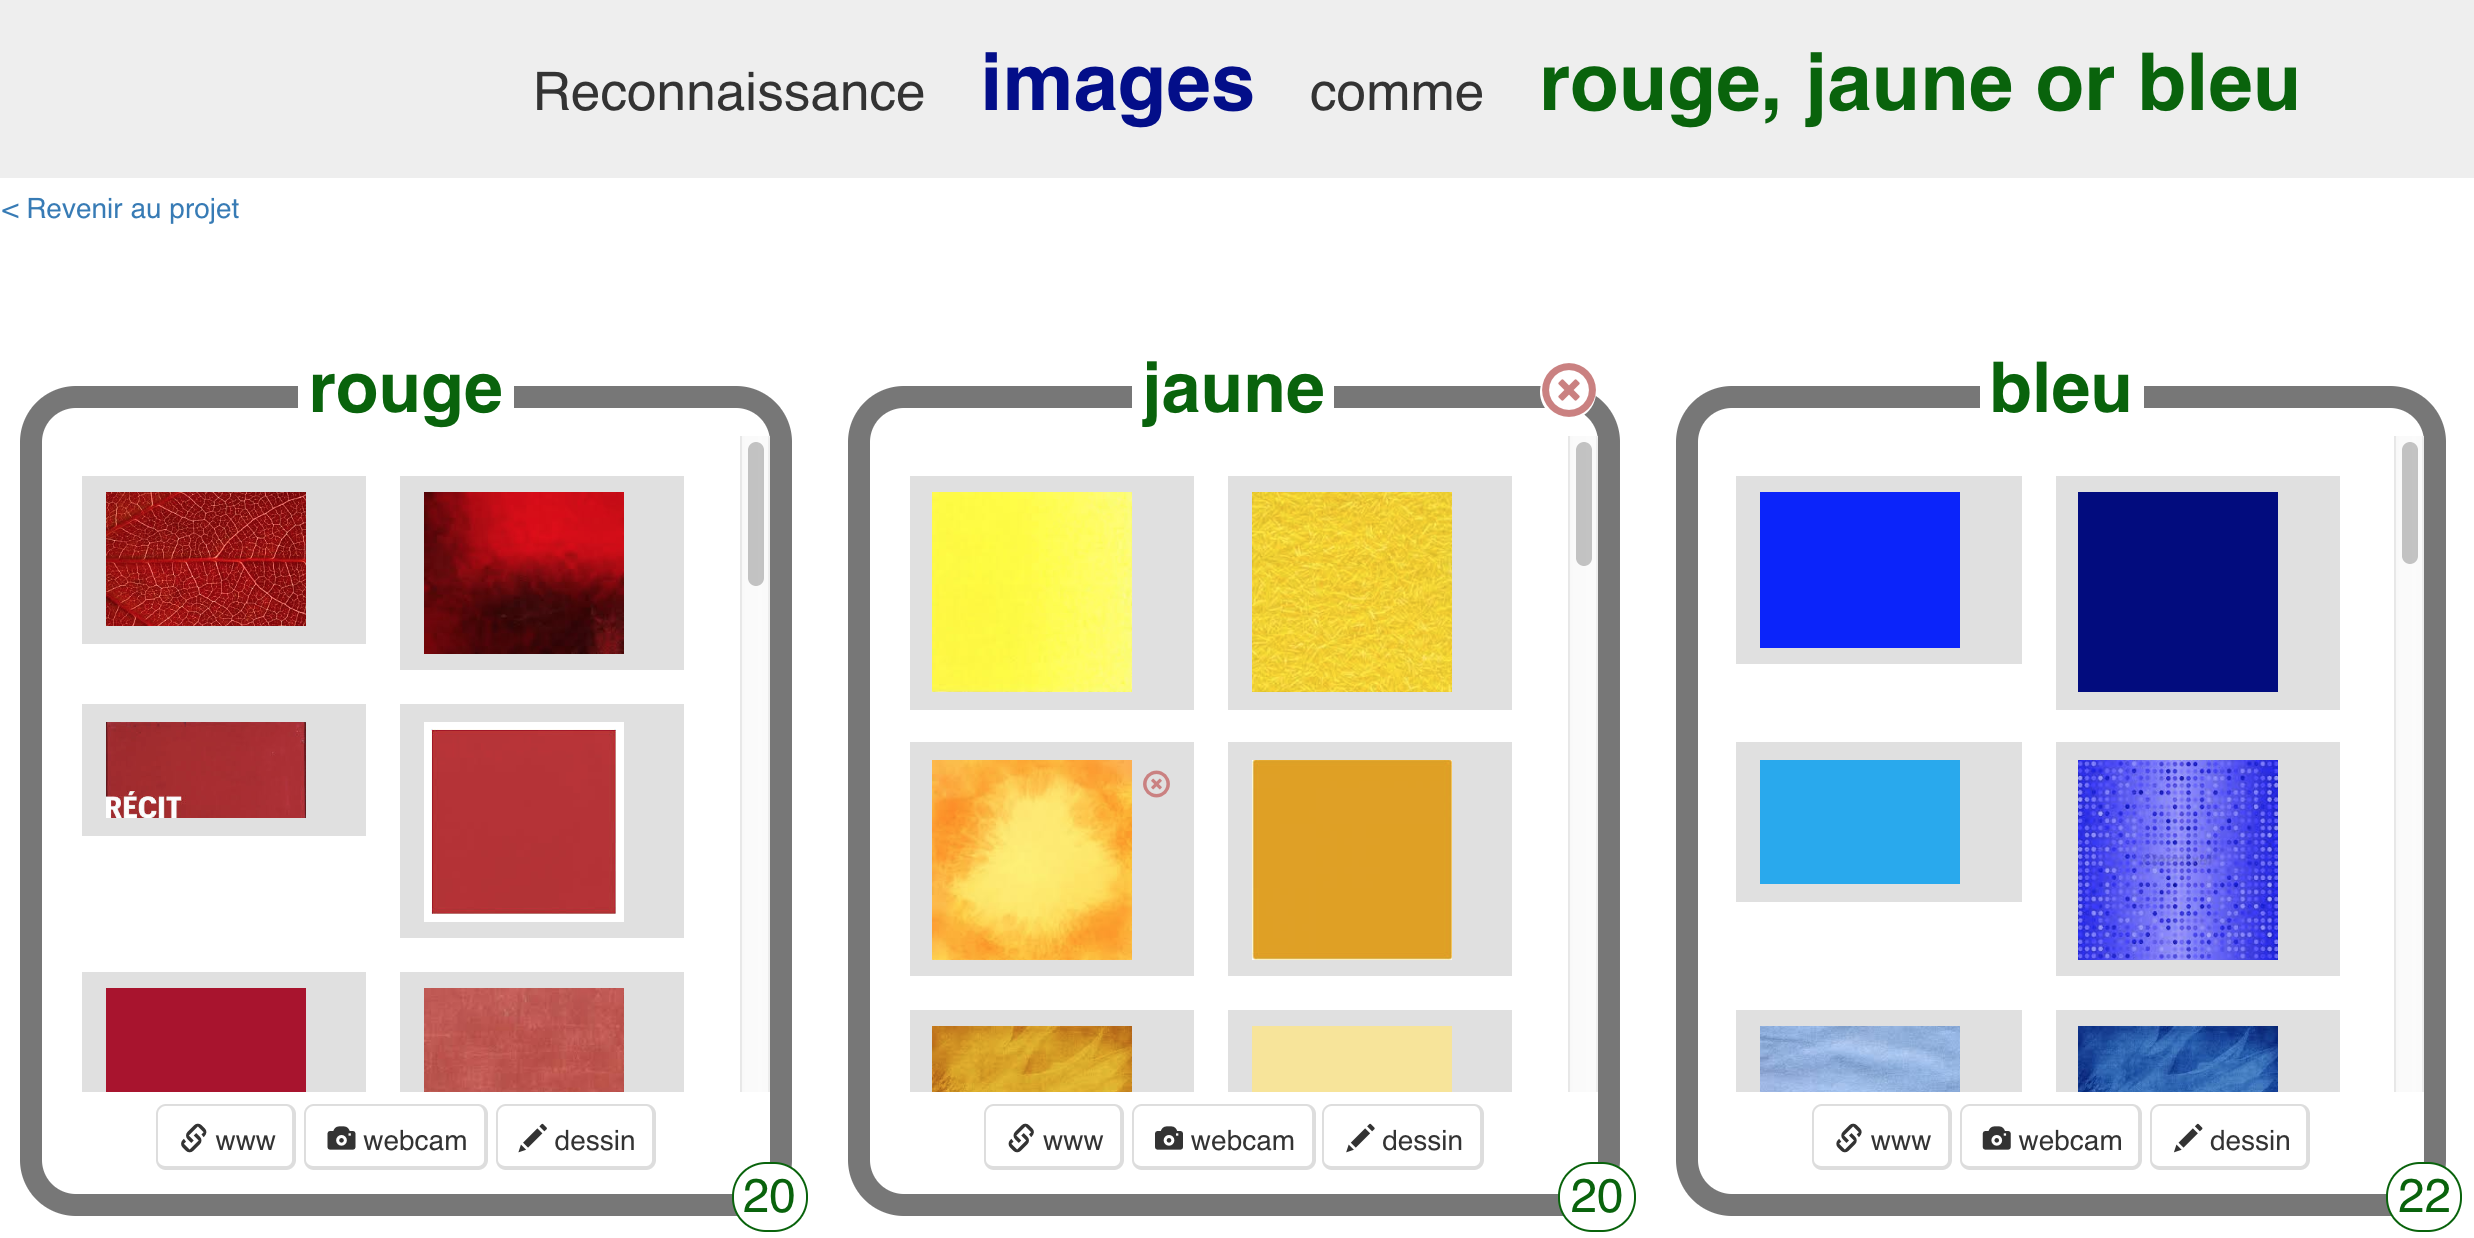 Reconnaissance images comme rouge, jaune or bleu
< Revenir au projet
rouge
RÉCIT
www webcam dessin
20
jaune
www webcam dessin
20
bleu
www webcam dessin
22